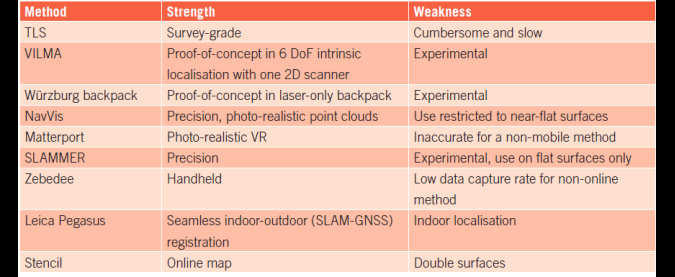 Method Strength Weakness
TLS Survey-grade Cumbersome and slow
VILMA Proof-of-concept in 6 DoF intrinsic Experimental
localisation with one 2D scanner
Würzburg backpack Proof-of-concept in laser-only backpack Experimental
NavVis Precision, photo-realistic point clouds Use restricted to near-flat surfaces
Matterport Photo-realistic VR Inaccurate for a non-mobile method
SLAMMER Precision Experimental, use on flat surfaces only
Zebedee Handheld Low data capture rate for non-online
method
Leica Pegasus Seamless indoor-outdoor (SLAM-GNSS) Indoor localisation
registration
Stencil Online map Double surfaces